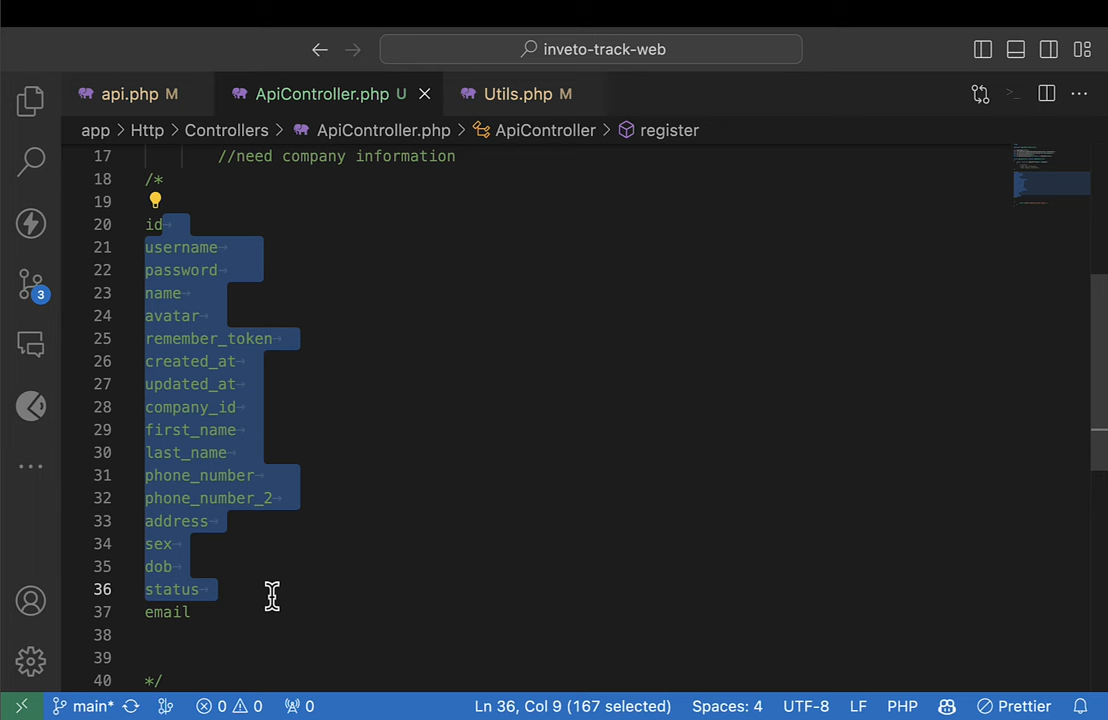 inveto-track-web
api.php M
ApiController.php U
Utils.php M
app > Http > Controllers > ApiController.php > ApiController > register
17 //need company information
18 /*
19
20 id
21 username
22 password
23 name
24 avatar
25 remember_token
26 created_at
27 updated_at
28 company_id
29 first_name
30 last_name
31 phone_number
32 phone_number_2
33 address
34 sex
35 dob
36 status
37 email
38
39
40 */
3
main* 0 0 0 Ln 36, Col 9 (167 selected) Spaces: 4 UTF-8 LF PHP Prettier